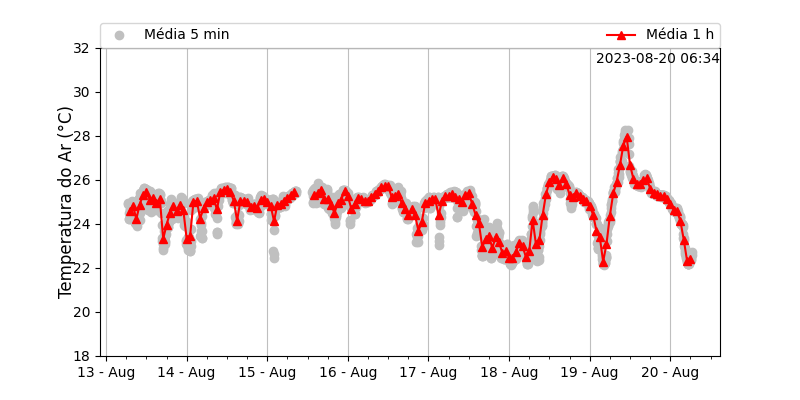 Média 5 min
Média 1 h
2023-08-20 06:34
Temperatura do Ar (°C)
32
30
28
26
24
22
20
18
13 - Aug
14 - Aug
15 - Aug
16 - Aug
17 - Aug
18 - Aug
19 - Aug
20 - Aug